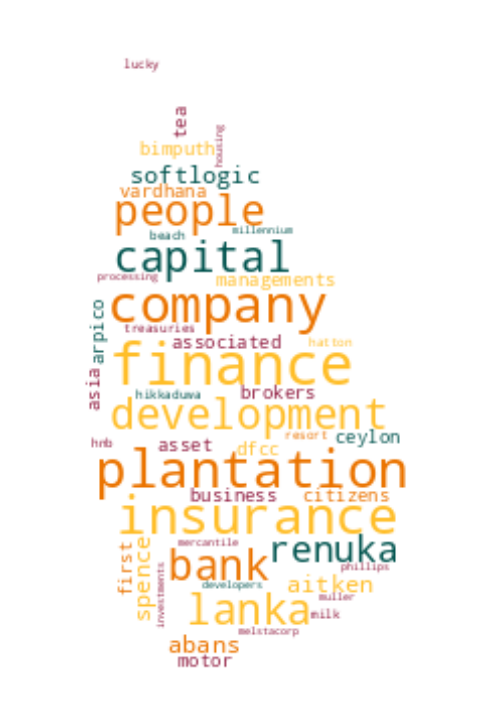 lucky
tea
housing
bimputh
softlogic
vardhana
people
millennium
beach
capital
processing
managements
company
arpico
treasuries
associated
hatton
finance
asia
hikkaduwa
brokers
development
resort
ceylon
hnb
asset
dfcc
plantation
business
citizens
insurance
first
spence
mercantile
renuka
bank
phillips
investments
developers
aitken
muller
lanka
milk
melstacorp
abans
motor